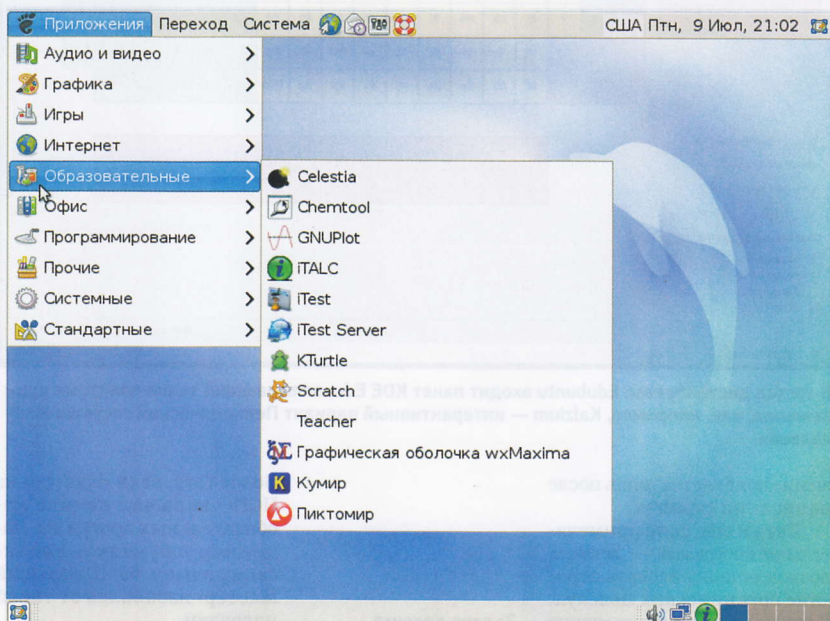 Приложения Переход Система США Птн, 9 Июл, 21:02
Аудио и видео
Графика
Игры
Интернет
Образовательные
Офис
Программирование
Прочие
Системные
Стандартные
Celestia
Chemtool
GNUPlot
iTALC
iTest
iTest Server
KTurtle
Scratch
Teacher
Графическая оболочка wxMaxima
Кумир
Пиктомир